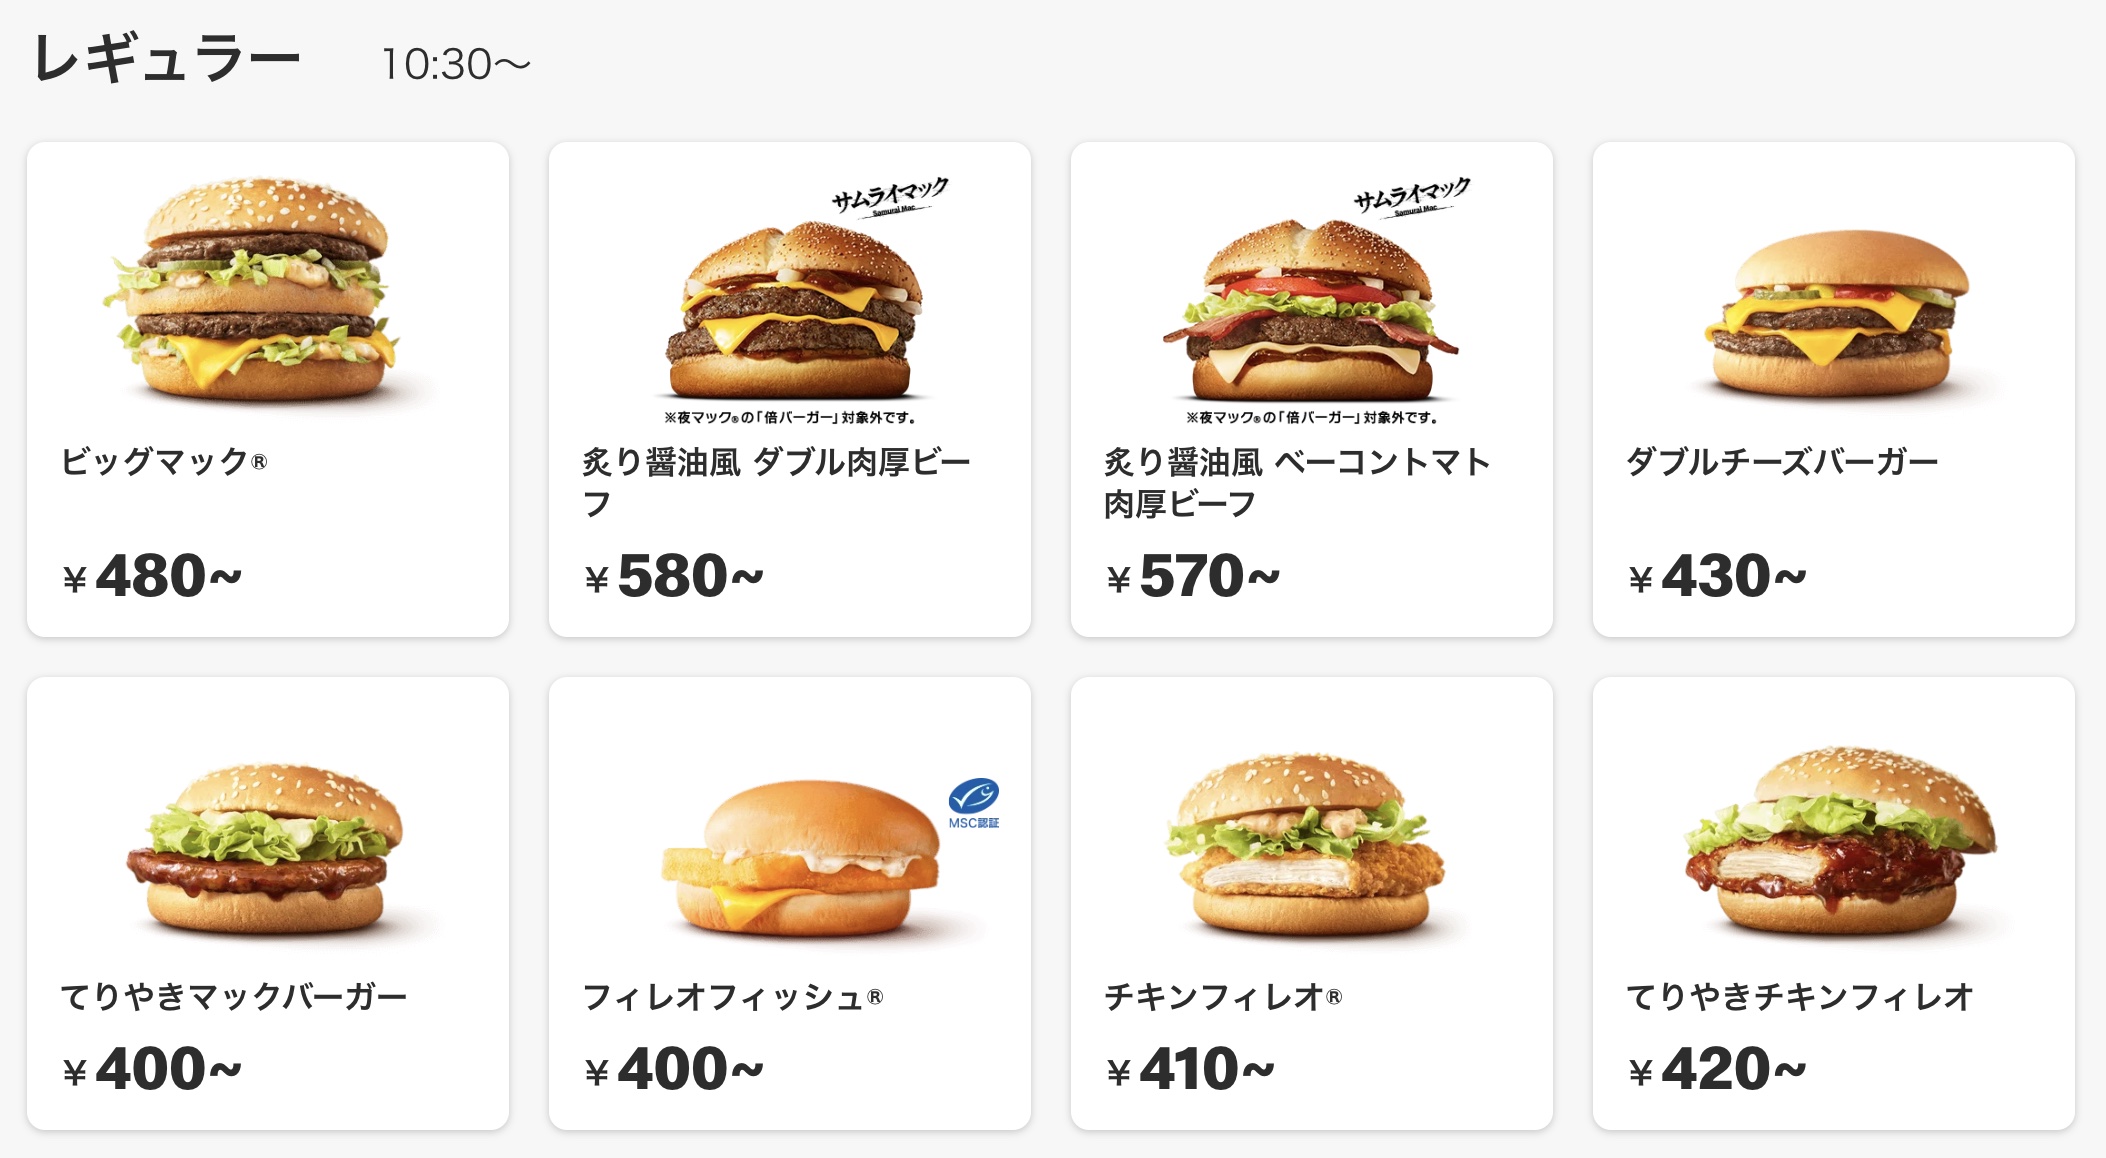 レギュラー 10:30〜
ビッグマック®
¥480~
サムライマック
Samurai Mac
※夜マック®の「倍バーガー」対象外です。
炙り醤油風 ダブル肉厚ビー
フ
¥580~
サムライマック
Samurai Mac
※夜マック®の「倍バーガー」対象外です。
炙り醤油風 ベーコントマト
肉厚ビーフ
¥570~
ダブルチーズバーガー
¥430~
てりやきマックバーガー
¥400~
MSC認証
フィレオフィッシュ®
¥400~
チキンフィレオ®
¥410~
てりやきチキンフィレオ
¥420~